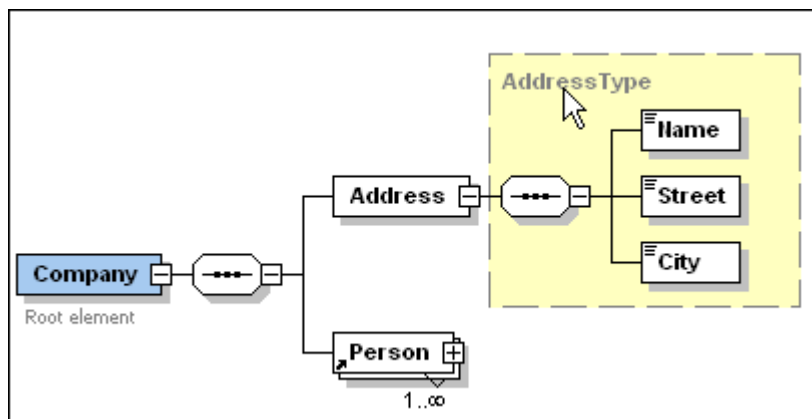 AddressType
Name
Address
Street
Company
City
Root element
Person
1..∞